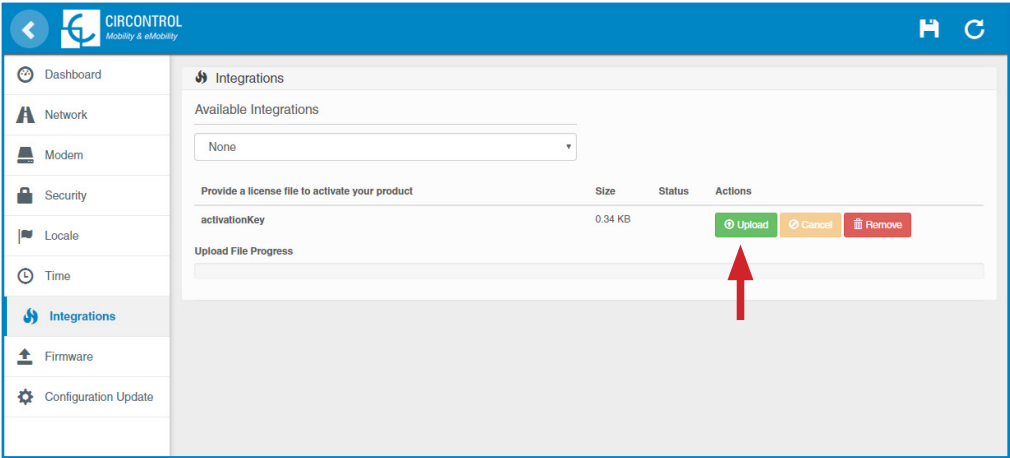 CIRCONTROL
Mobility & eMobility
Dashboard
Network
Modem
Security
Locale
Time
Integrations
Firmware
Configuration Update
Integrations
Available Integrations
None
Provide a license file to activate your product Size Status Actions
activationKey 0.34 KB Upload Cancel Remove
Upload File Progress